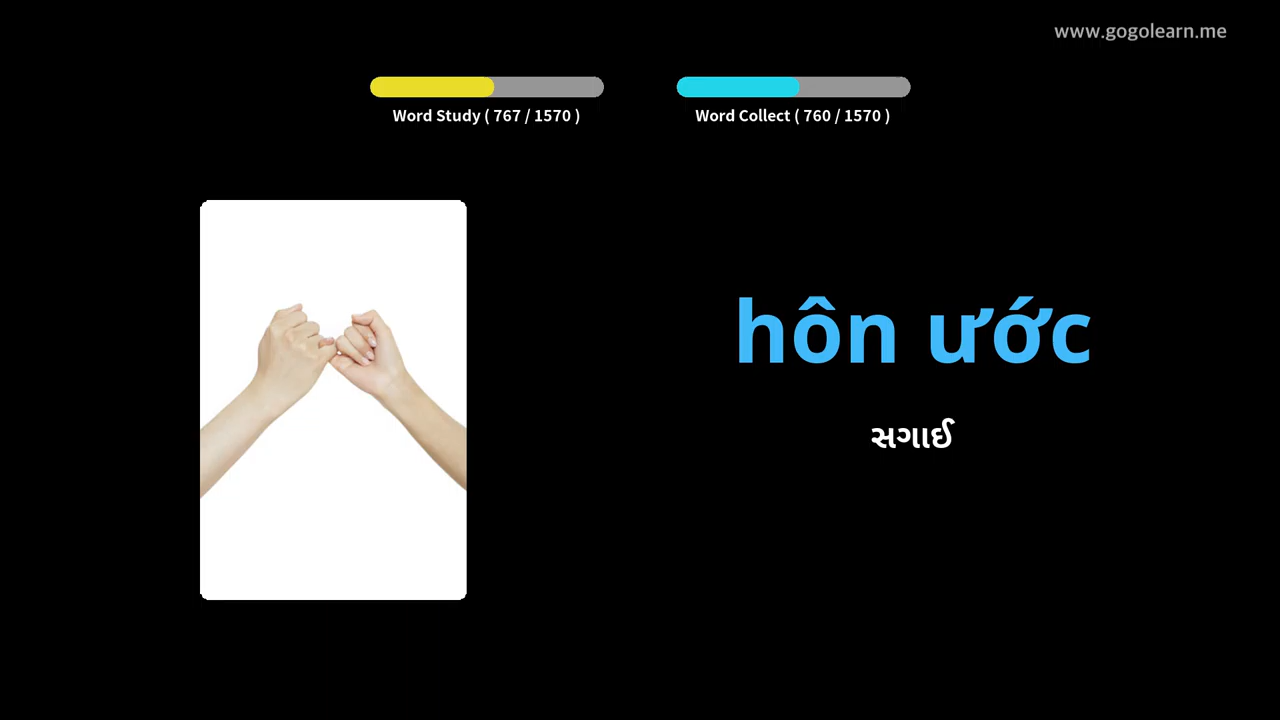 www.gogolearn.me
Word Study ( 767 / 1570 )
Word Collect ( 760 / 1570 )
hôn ước
સગાઈ